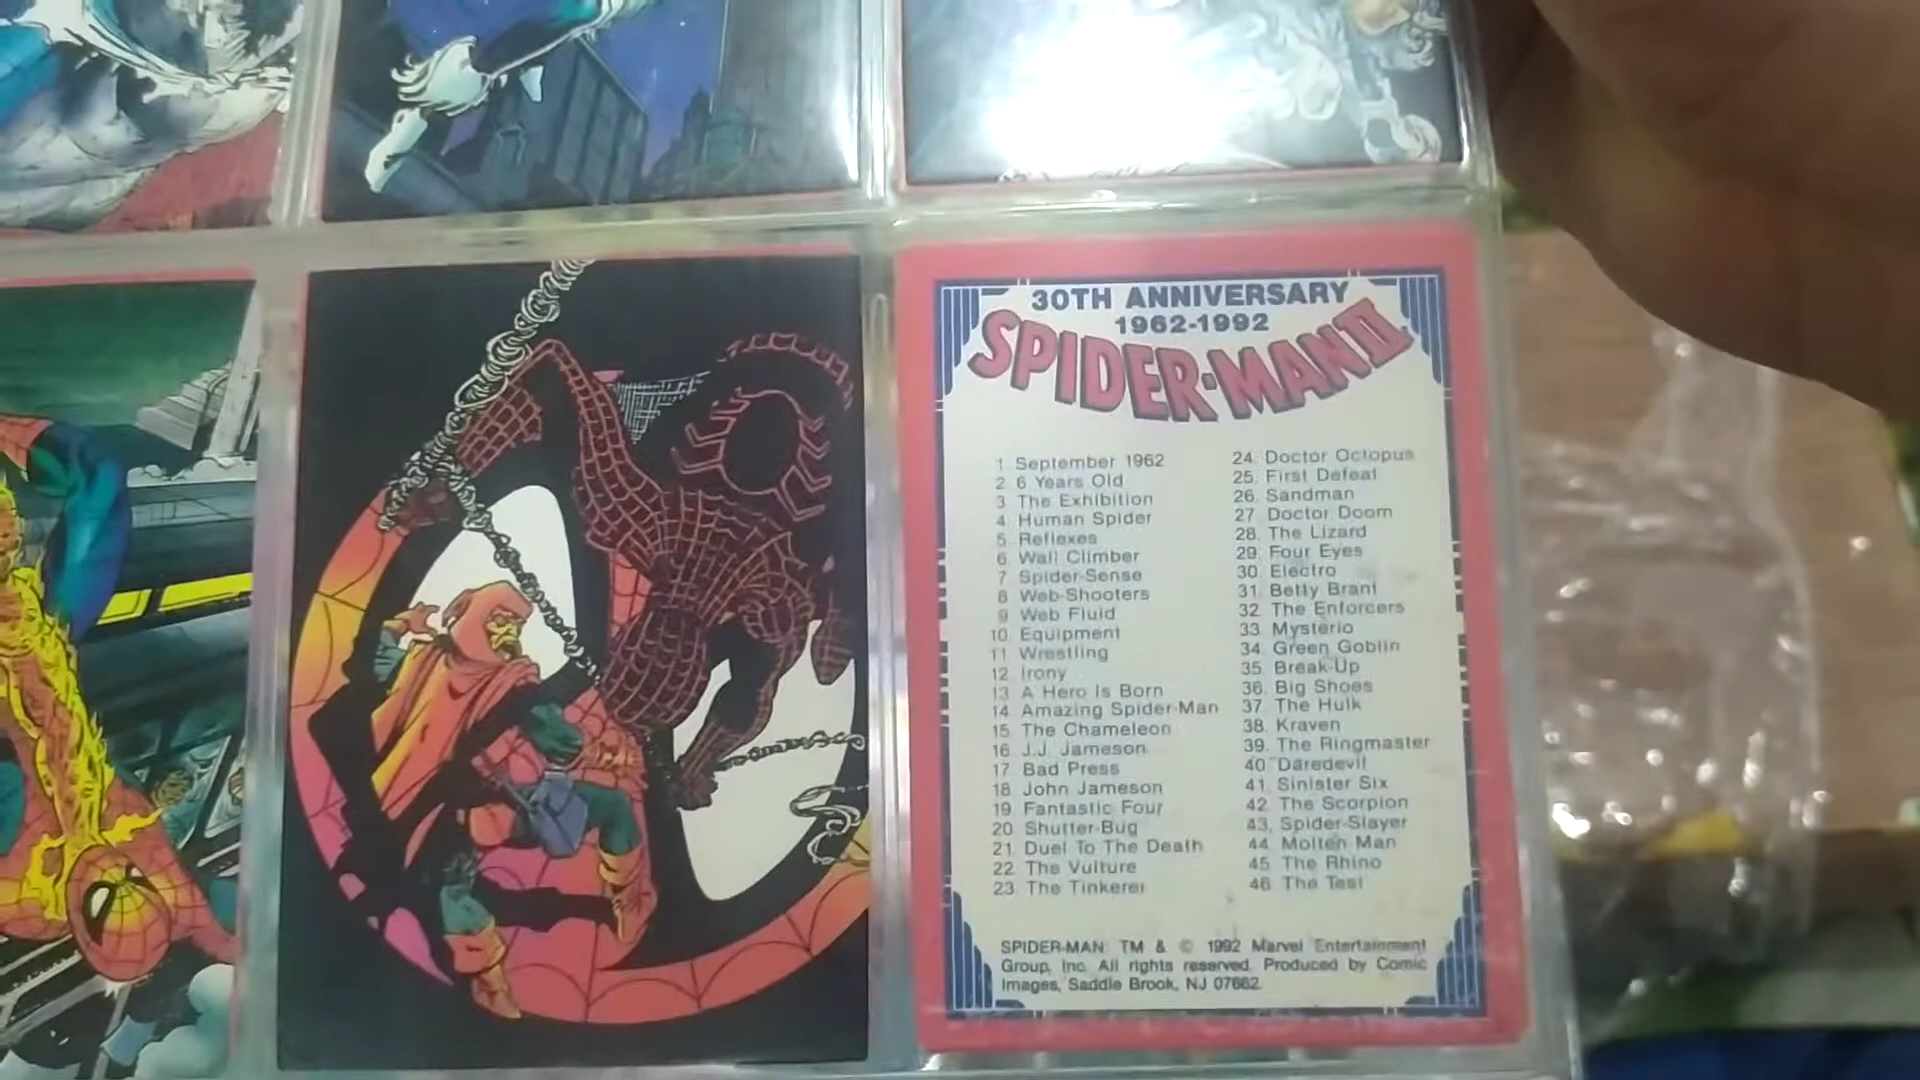 30TH ANNIVERSARY
1962-1992
SPIDER-MAN II
1. September 1962
2. 6 Years Old
3. The Exhibition
4. Human Spider
5. Reflexes
6. Wall Climber
7. Spider-Sense
8. Web-Shooters
9. Web Fluid
10. Equipment
11. Wrestling
12. Irony
13. A Hero Is Born
14. Amazing Spider-Man
15. The Chameleon
16. J.J. Jameson
17. Bad Press
18. John Jameson
19. Fantastic Four
20. Shutter-Bug
21. Duel To The Death
22. The Vulture
23. The Tinkerer
24. Doctor Octopus
25. First Defeat
26. Sandman
27. Doctor Doom
28. The Lizard
29. Four Eyes
30. Electro
31. Betty Brant
32. The Enforcers
33. Mysterio
34. Green Goblin
35. Break-Up
36. Big Shoes
37. The Hulk
38. Kraven
39. The Ringmaster
40. Daredevil
41. Sinister Six
42. The Scorpion
43. Spider-Slayer
44. Molten Man
45. The Rhino
46. The Test
SPIDER-MAN: TM & © 1992 Marvel Entertainment
Group, Inc. All rights reserved. Produced by Comic
Images, Saddle Brook, NJ 07662.